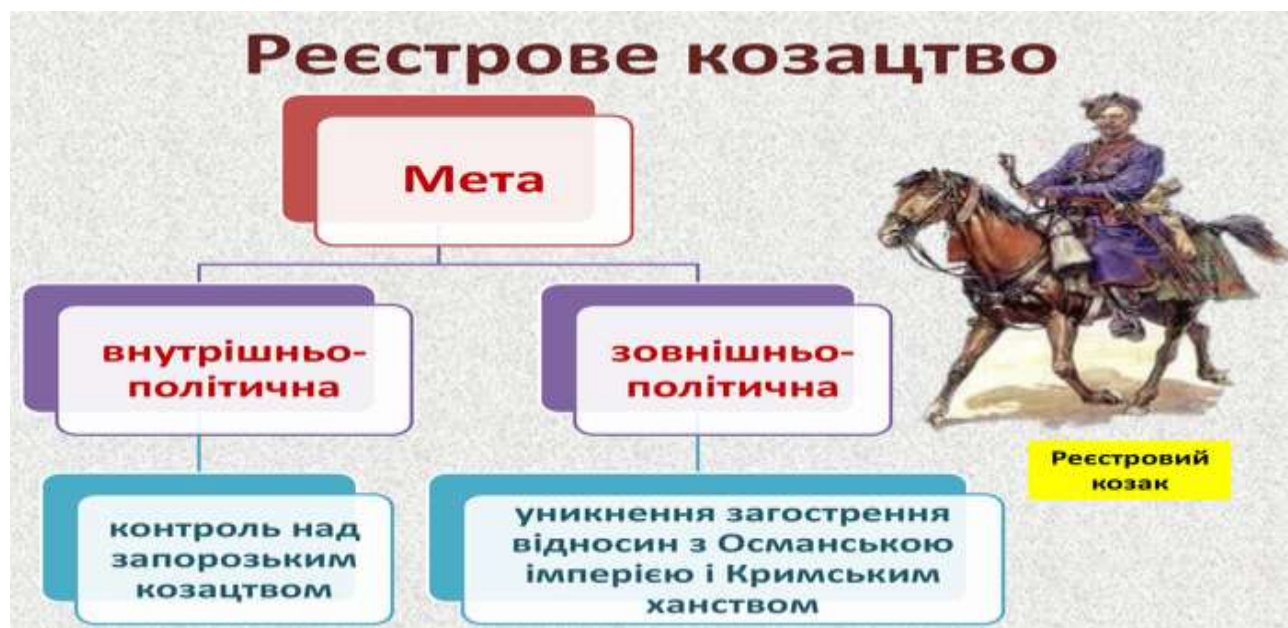 Реєстрове козацтво
Мета
внутрішньо-
політична
зовнішньо-
політична
контроль над
запорозьким
козацтвом
уникнення загострення
відносин з Османською
імперією і Кримським
ханством
Реєстровий
козак